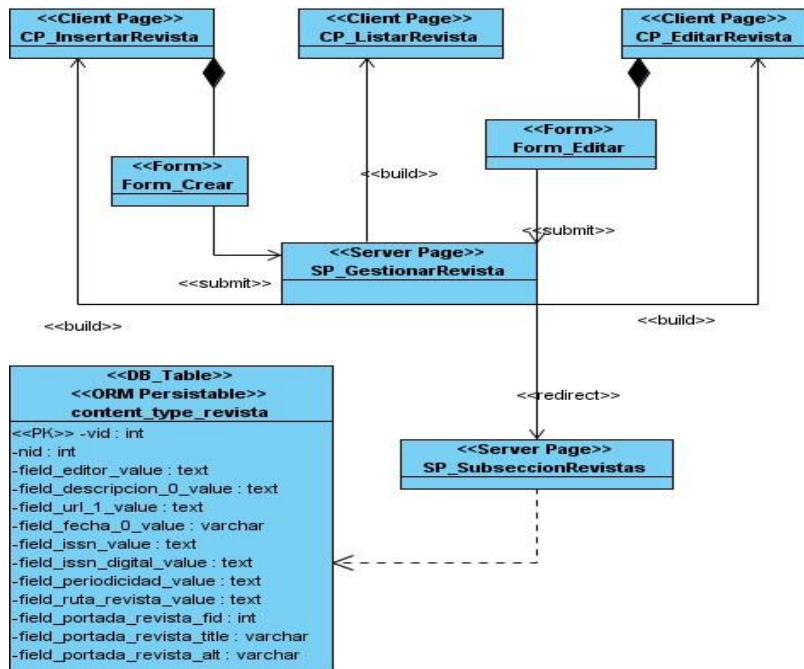 <<Client Page>>
CP_InsertarRevista
<<Client Page>>
CP_ListarRevista
<<Client Page>>
CP_EditarRevista
<<Form>>
Form_Crear
<<Form>>
Form_Editar
<<build>>
<<submit>>
<<Server Page>>
SP_GestionarRevista
<<submit>>
<<build>>
<<build>>
<<DB_Table>>
<<ORM Persistable>>
content_type_revista
<<PK>> -vid : int
-nid : int
-field_editor_value : text
-field_descripcion_0_value : text
-field_url_1_value : text
-field_fecha_0_value : varchar
-field_issn_value : text
-field_issn_digital_value : text
-field_periodicidad_value : text
-field_ruta_revista_value : text
-field_portada_revista_fid : int
-field_portada_revista_title : varchar
-field_portada_revista_alt : varchar
<<redirect>>
<<Server Page>>
SP_SubseccionRevistas